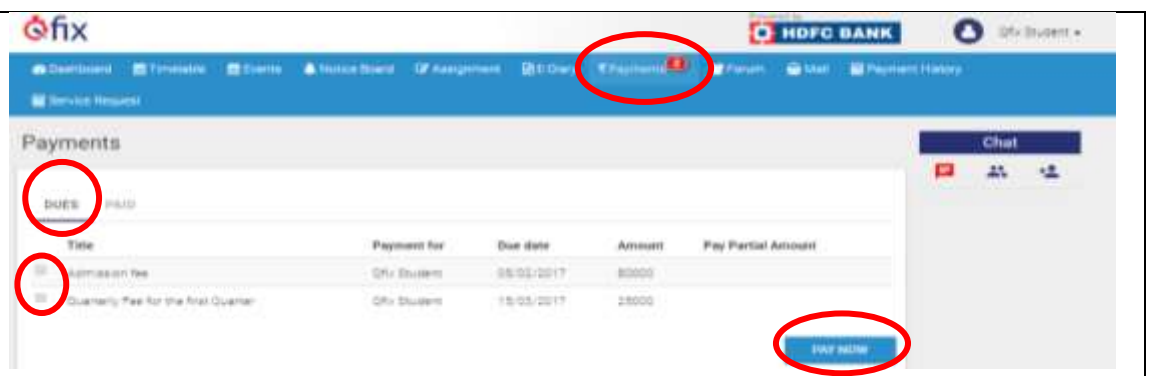 Qfix
Powered by
HDFC BANK
Qfix Student
Dashboard Timetable Events Notice Board Assignment E-Diary Payments Forum Mail Payment History
Service Request
Payments
Chat
DUES PAID
Title Payment for Due date Amount Pay Partial Amount
Admission fee Qfix Student 05/02/2017 80000
Quarterly Fee for the first Quarter Qfix Student 15/03/2017 25000
PAY NOW